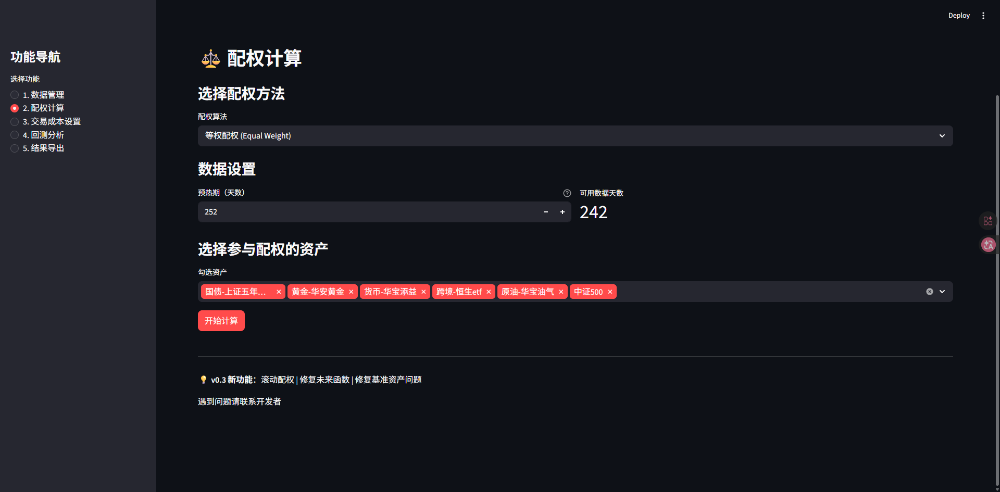 Deploy
功能导航
选择功能
1. 数据管理
2. 配权计算
3. 交易成本设置
4. 回测分析
5. 结果导出
配权计算
选择配权方法
配权算法
等权配权 (Equal Weight)
数据设置
预热期（天数）
252
可用数据天数
242
选择参与配权的资产
勾选资产
国债-上证五年... 黄金-华安黄金 货币-华宝添益 跨境-恒生etf 原油-华宝油气 中证500
开始计算
v0.3 新功能：滚动配权 | 修复未来函数 | 修复基准资产问题
遇到问题请联系开发者